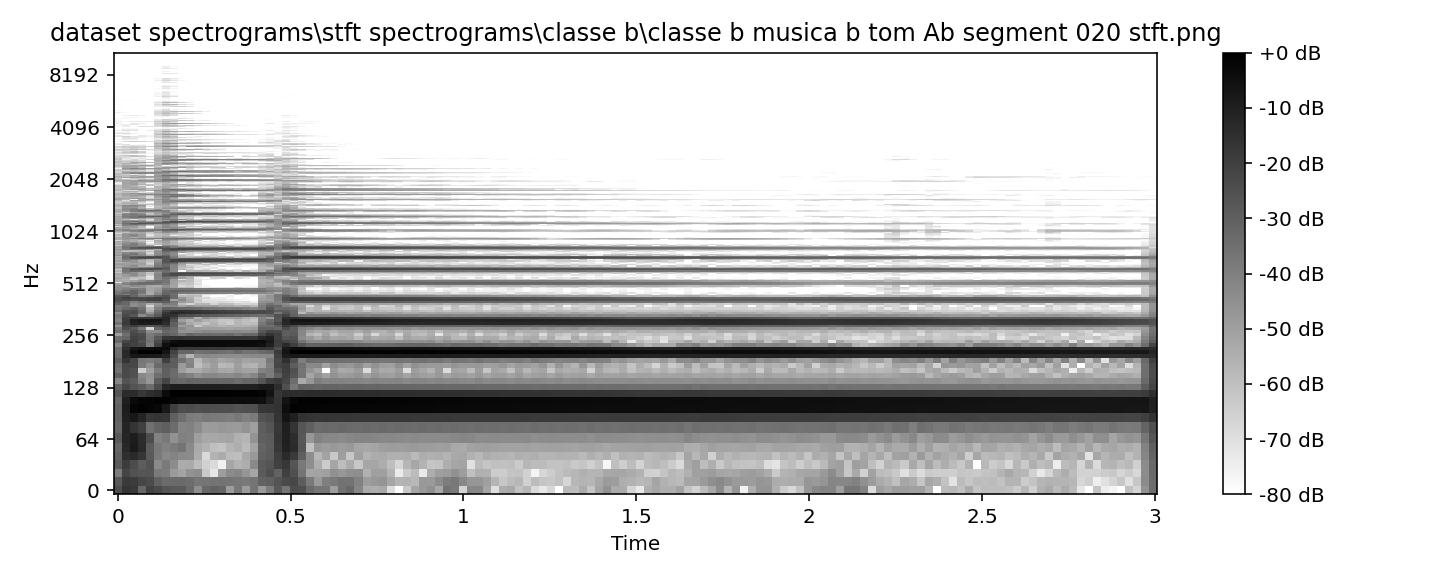 dataset spectrograms\stft spectrograms\classe b\classe b musica b tom Ab segment 020 stft.png
Hz
8192
4096
2048
1024
512
256
128
64
0
0
0.5
1
1.5
2
2.5
3
Time
+0 dB
-10 dB
-20 dB
-30 dB
-40 dB
-50 dB
-60 dB
-70 dB
-80 dB